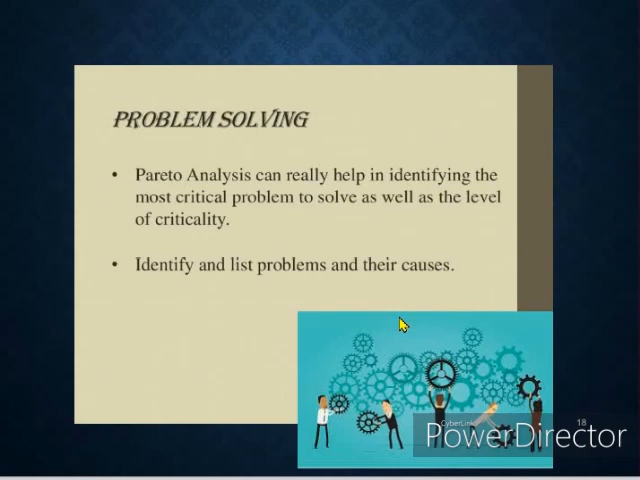 PROBLEM SOLVING
• Pareto Analysis can really help in identifying the
most critical problem to solve as well as the level
of criticality.
• Identify and list problems and their causes.
CyberLink
18
PowerDirector